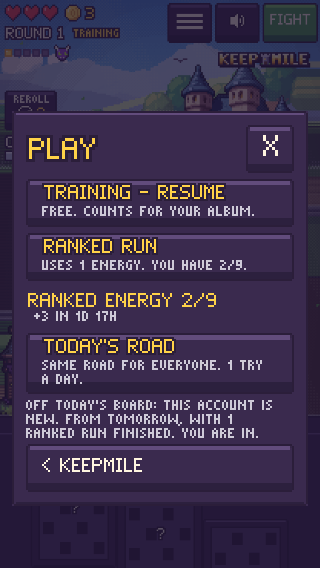 3
ROUND 1 TRAINING
FIGHT
KEEP★MILE
REROLL
PLAY
X
TRAINING - RESUME
FREE. COUNTS FOR YOUR ALBUM.
RANKED RUN
USES 1 ENERGY. YOU HAVE 2/9.
RANKED ENERGY 2/9
+3 IN 1D 17H
TODAY'S ROAD
SAME ROAD FOR EVERYONE. 1 TRY
A DAY.
OFF TODAY'S BOARD: THIS ACCOUNT IS
NEW. FROM TOMORROW, WITH 1
RANKED RUN FINISHED. YOU ARE IN.
< KEEPMILE
?
?